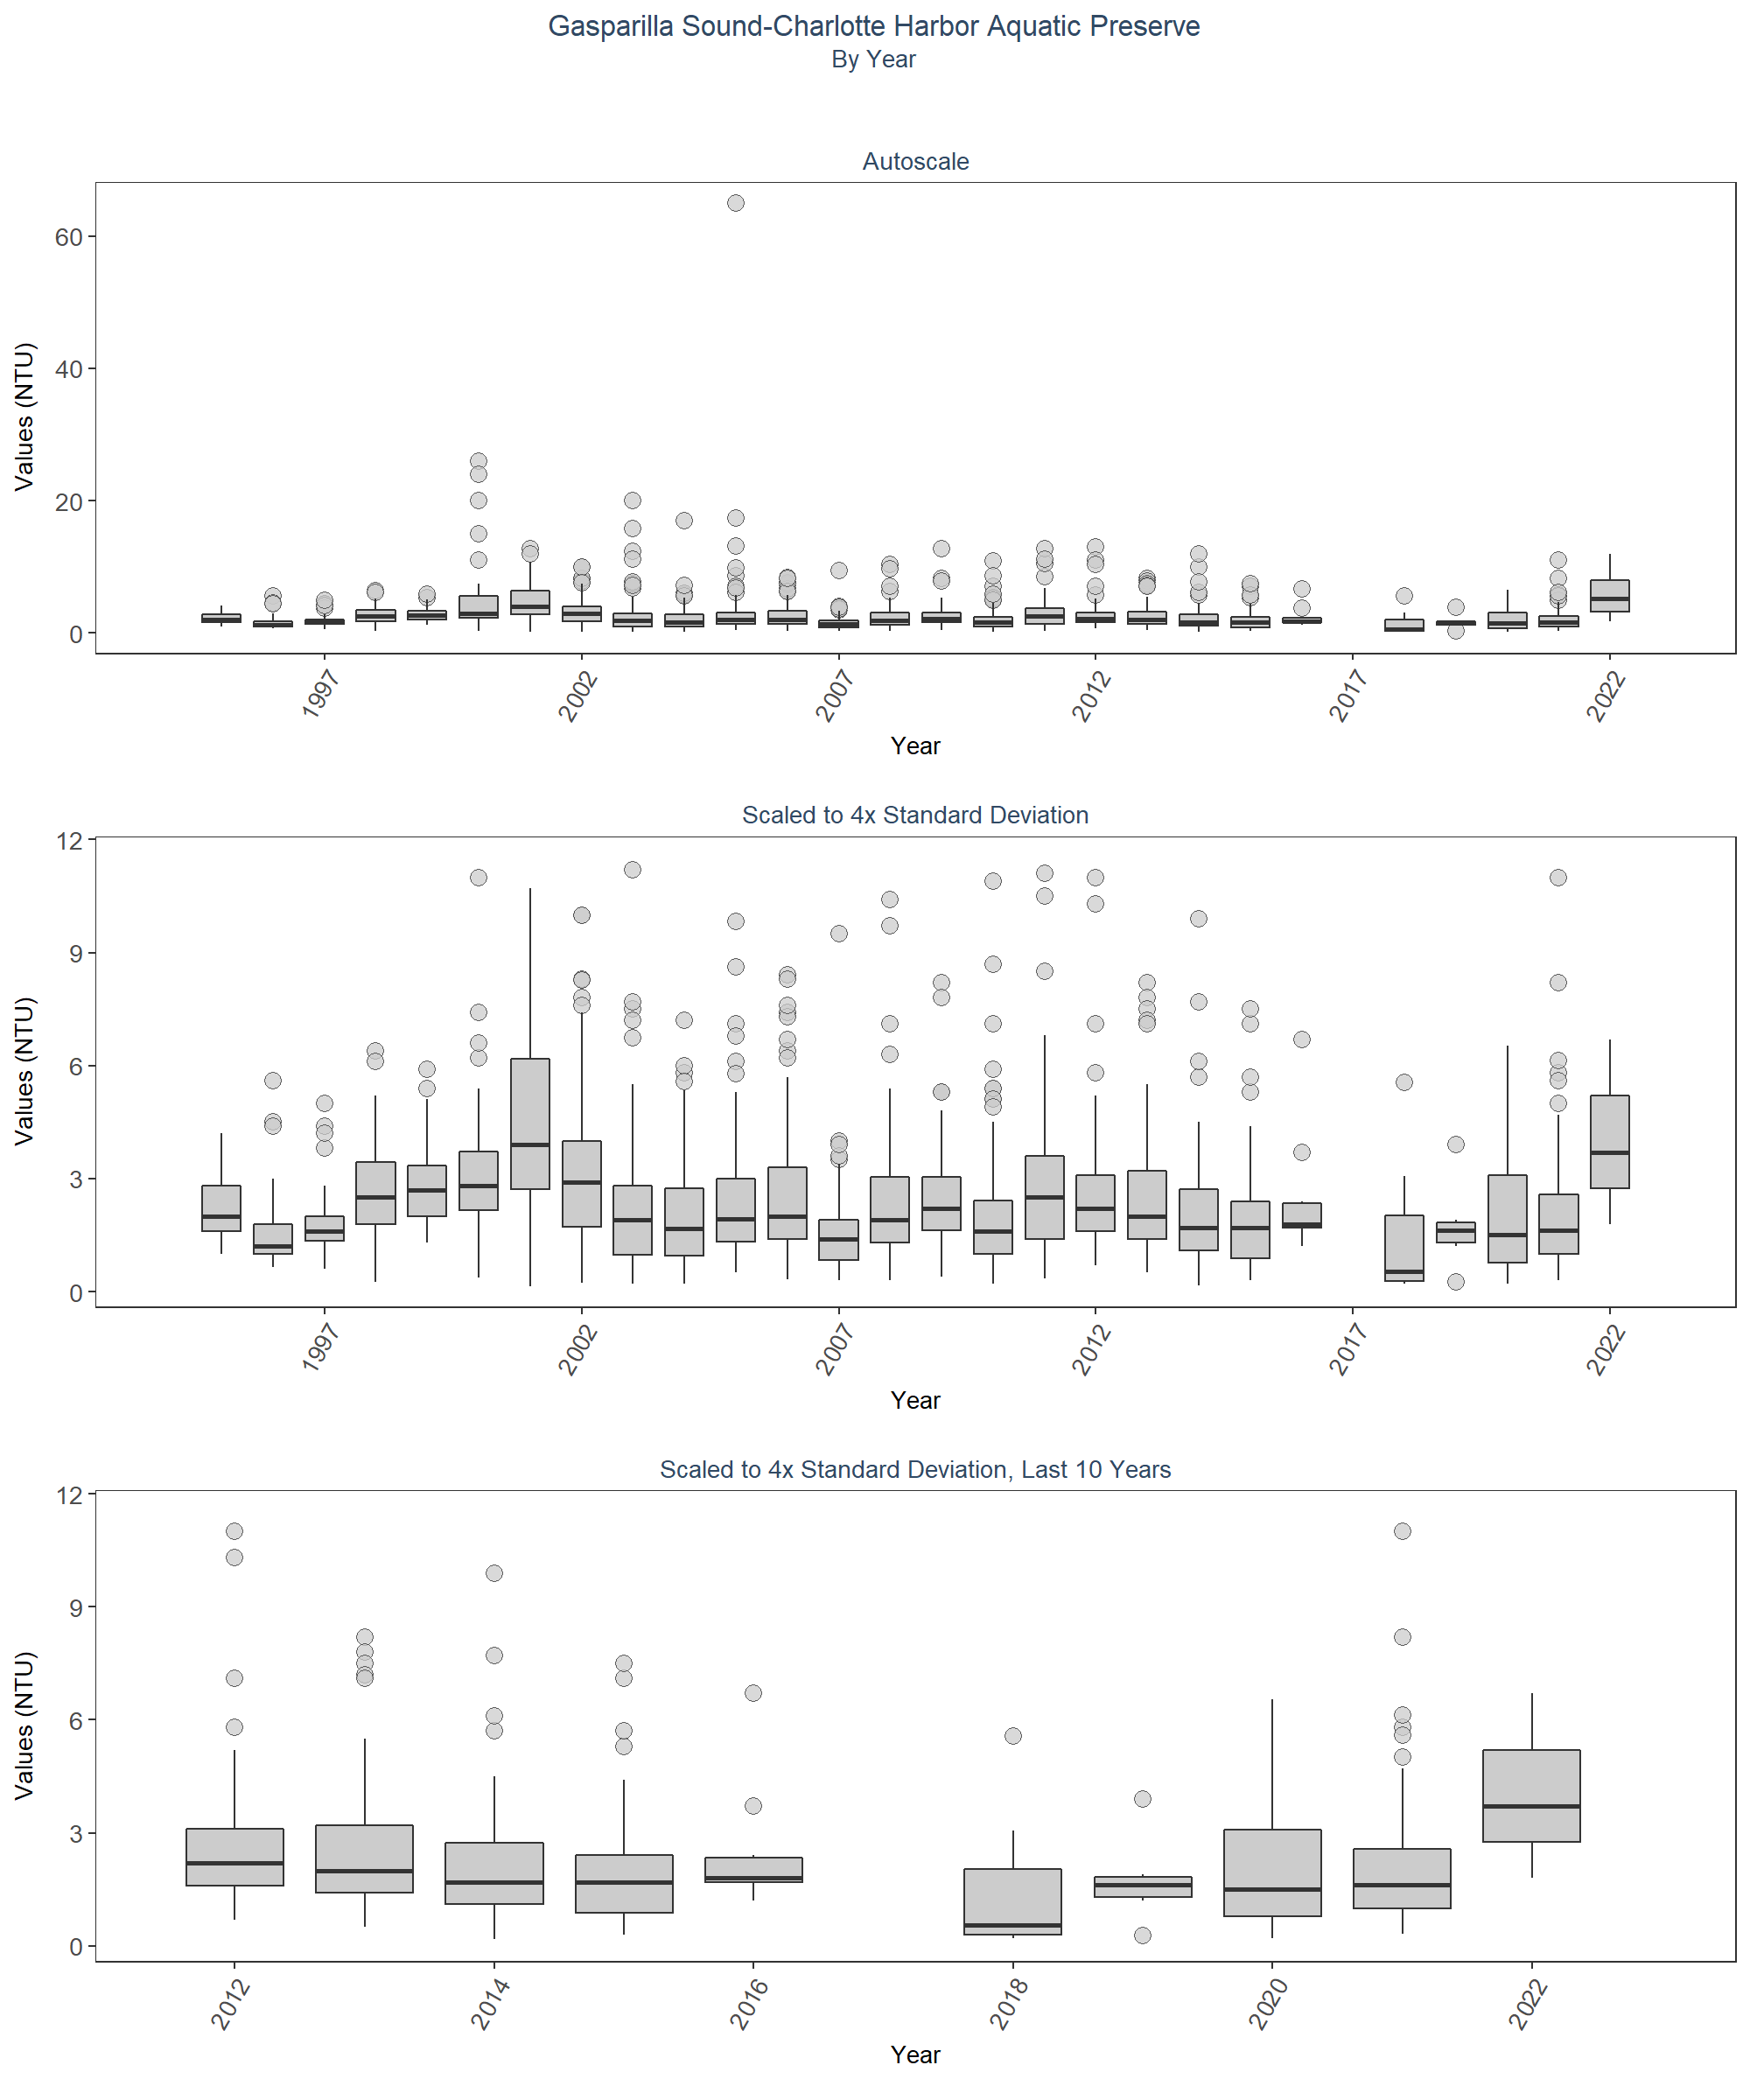 Gasparilla Sound-Charlotte Harbor Aquatic Preserve
By Year
Autoscale
Values (NTU)
60
40
20
0
1997
2002
2007
2012
2017
2022
Year
Scaled to 4x Standard Deviation
Values (NTU)
12
9
6
3
0
1997
2002
2007
2012
2017
2022
Year
Scaled to 4x Standard Deviation, Last 10 Years
Values (NTU)
12
9
6
3
0
2012
2014
2016
2018
2020
2022
Year